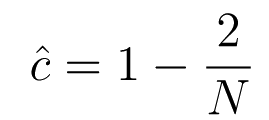 ĉ = 1 − 2/N